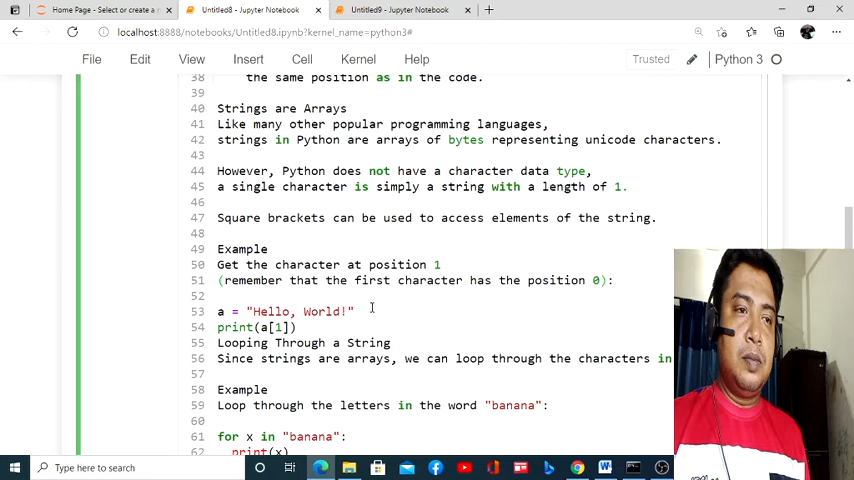 Home Page - Select or create a n
Untitled8 - Jupyter Notebook
Untitled9 - Jupyter Notebook
localhost:8888/notebooks/Untitled8.ipynb?kernel_name=python3#
File Edit View Insert Cell Kernel Help Trusted Python 3
38 the same position as in the code.
39
40 Strings are Arrays
41 Like many other popular programming languages,
42 strings in Python are arrays of bytes representing unicode characters.
43
44 However, Python does not have a character data type,
45 a single character is simply a string with a length of 1.
46
47 Square brackets can be used to access elements of the string.
48
49 Example
50 Get the character at position 1
51 (remember that the first character has the position 0):
52
53 a = "Hello, World!"
54 print(a[1])
55 Looping Through a String
56 Since strings are arrays, we can loop through the characters in
57
58 Example
59 Loop through the letters in the word "banana":
60
61 for x in "banana":
62 print(x)
Type here to search